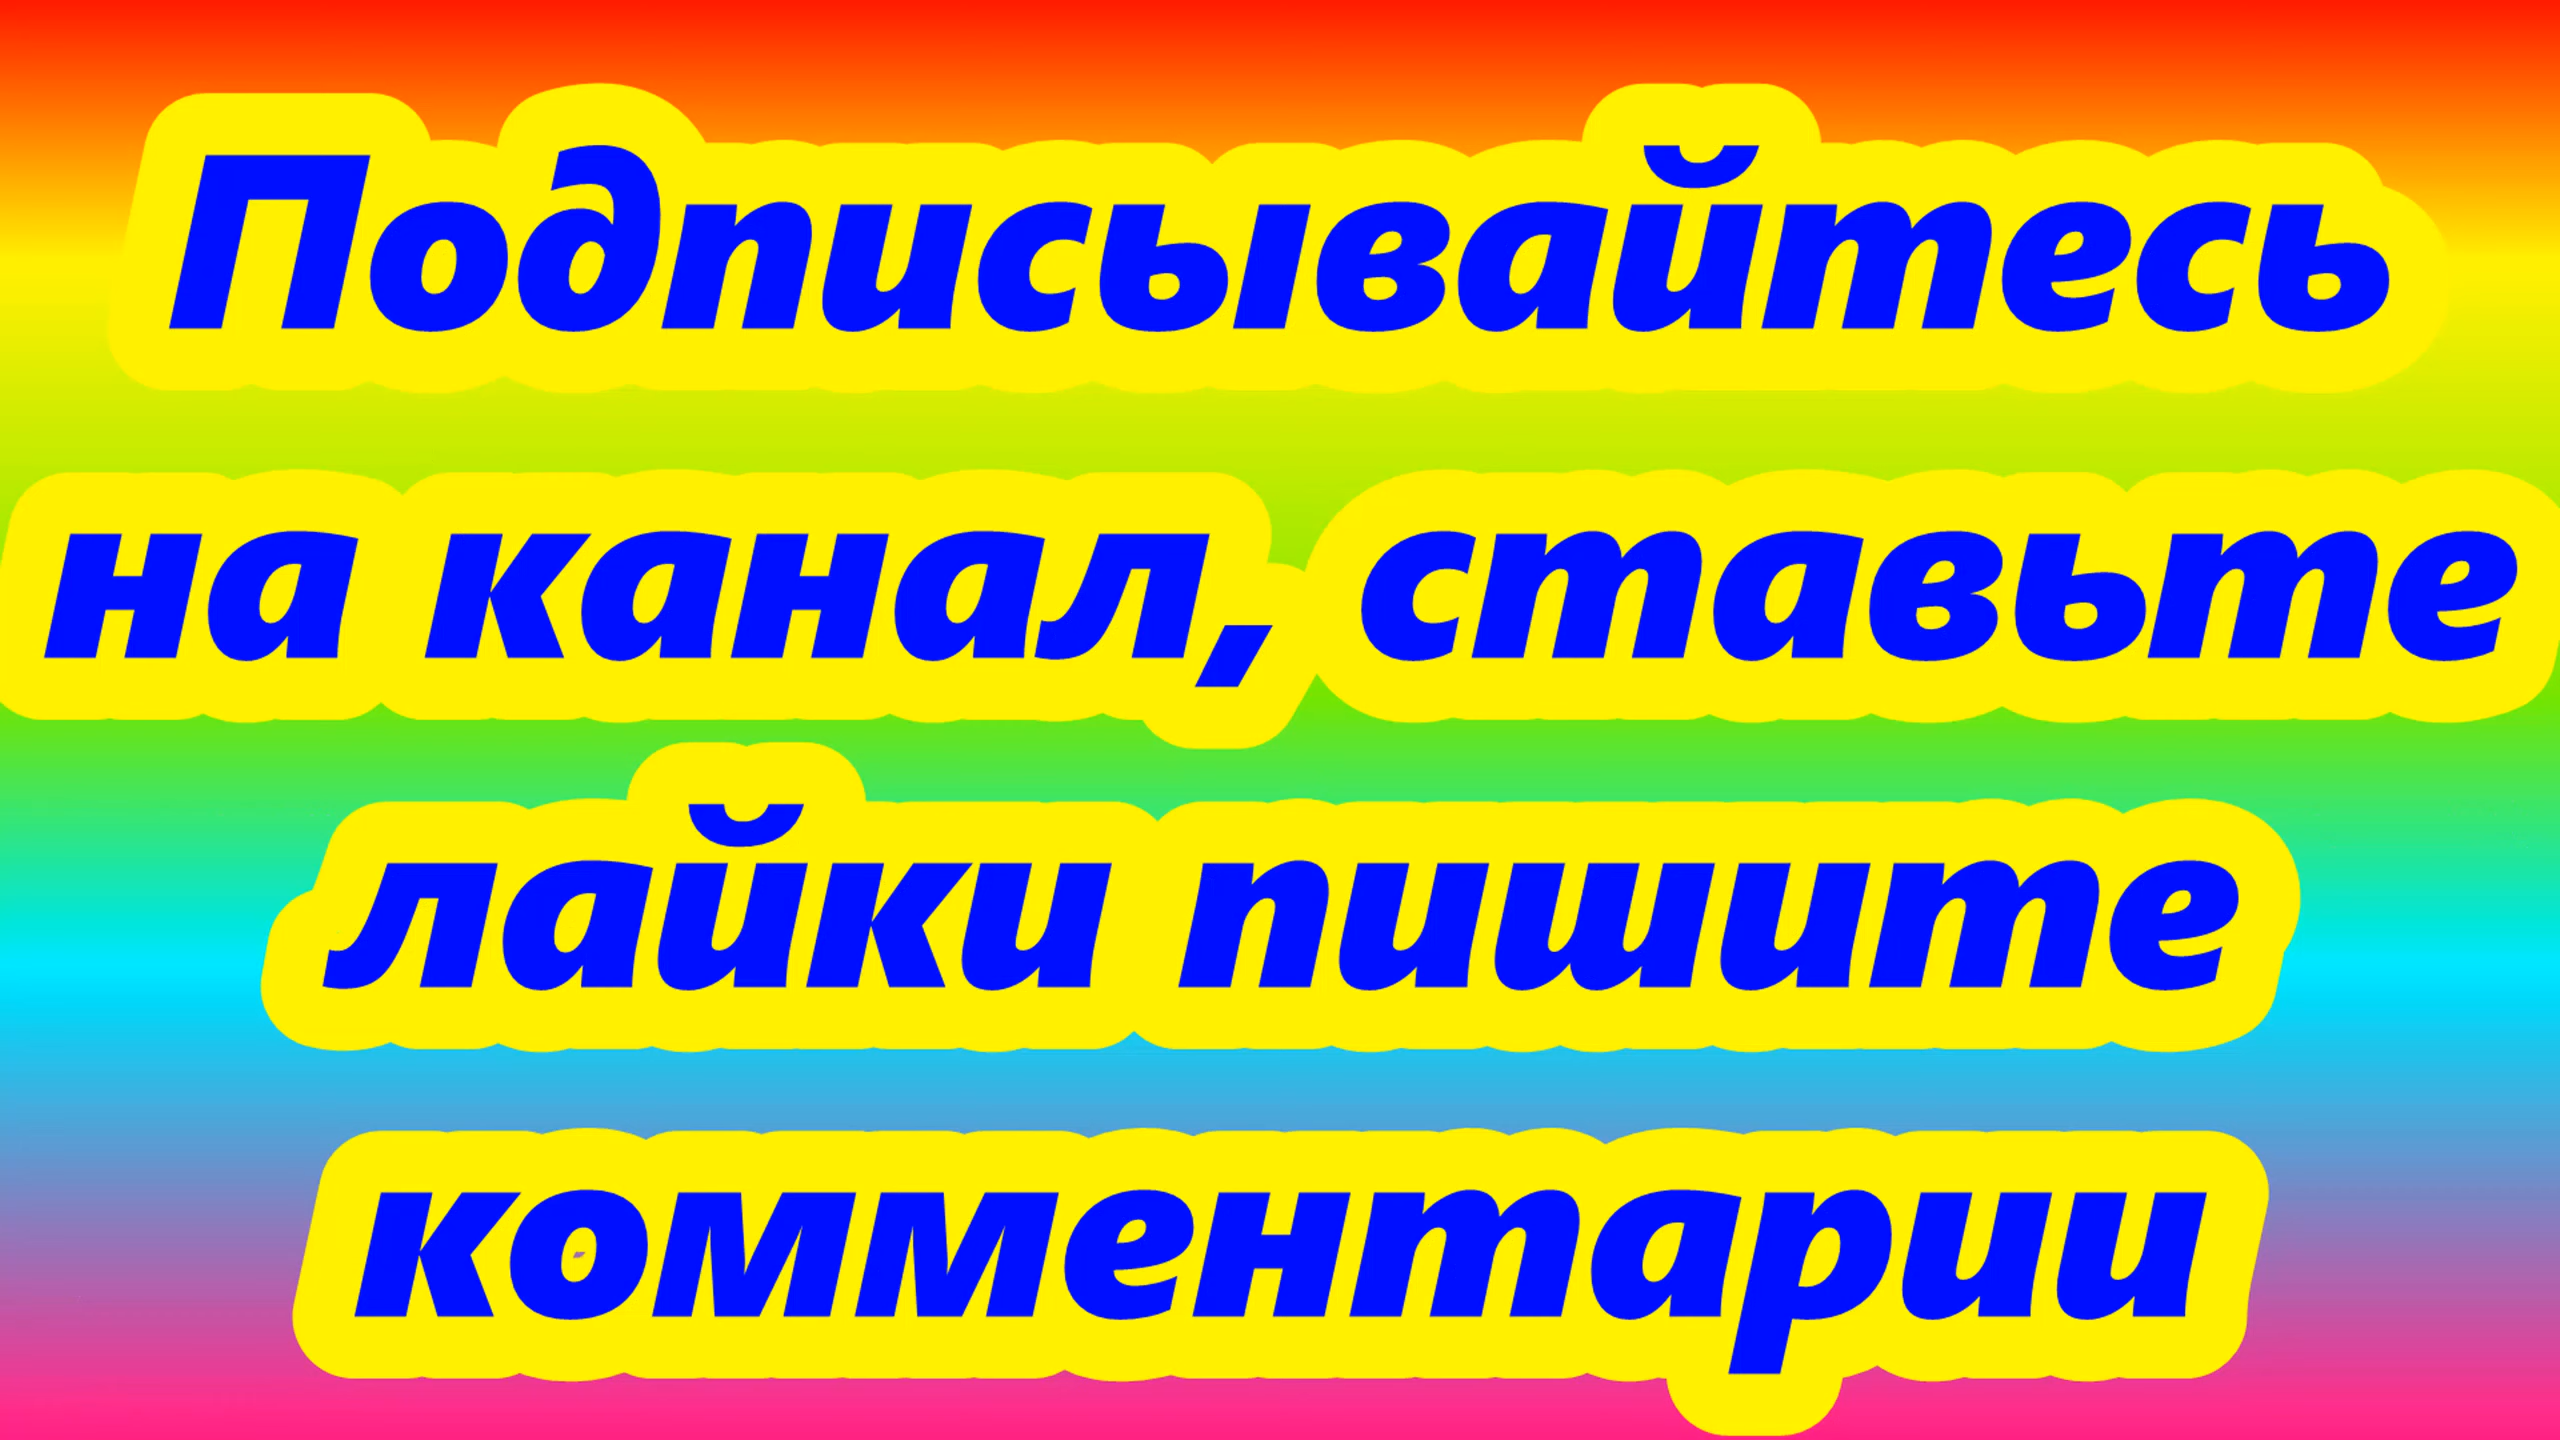 Подписывайтесь
на канал, ставьте
лайки пишите
комментарии